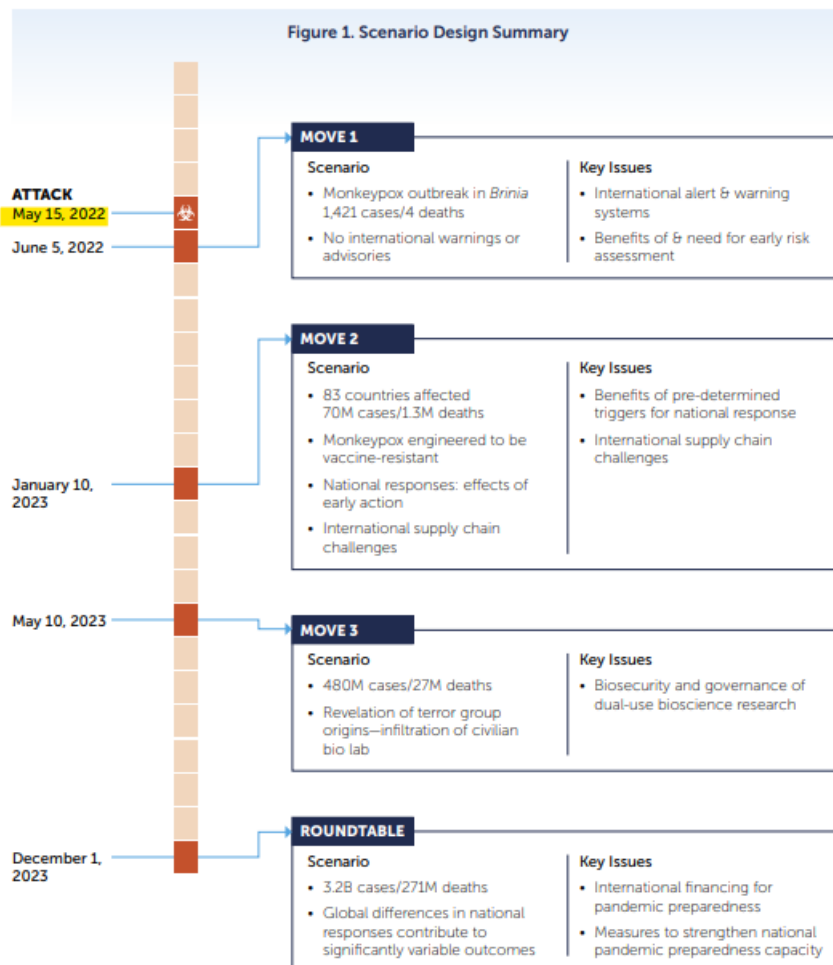 Figure 1. Scenario Design Summary
ATTACK
May 15, 2022
June 5, 2022
MOVE 1
Scenario
• Monkeypox outbreak in Brinia
1,421 cases/4 deaths
• No international warnings or
advisories
Key Issues
• International alert & warning
systems
• Benefits of & need for early risk
assessment
January 10,
2023
MOVE 2
Scenario
• 83 countries affected
70M cases/1.3M deaths
• Monkeypox engineered to be
vaccine-resistant
• National responses: effects of
early action
• International supply chain
challenges
Key Issues
• Benefits of pre-determined
triggers for national response
• International supply chain
challenges
May 10, 2023
MOVE 3
Scenario
• 480M cases/27M deaths
• Revelation of terror group
origins—infiltration of civilian
bio lab
Key Issues
• Biosecurity and governance of
dual-use bioscience research
December 1,
2023
ROUNDTABLE
Scenario
• 3.2B cases/271M deaths
• Global differences in national
responses contribute to
significantly variable outcomes
Key Issues
• International financing for
pandemic preparedness
• Measures to strengthen national
pandemic preparedness capacity